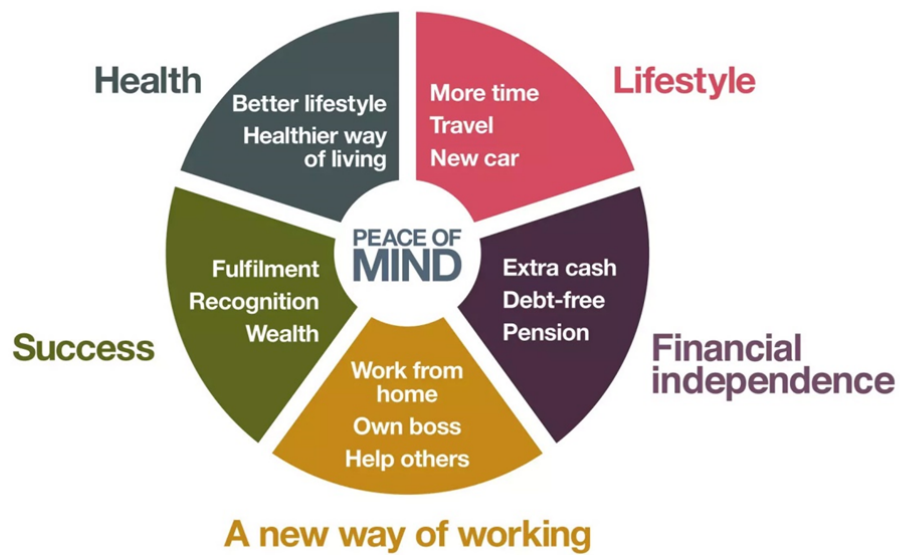 Health
Better lifestyle
Healthier way
of living
Lifestyle
More time
Travel
New car
PEACE OF
MIND
Fulfilment
Recognition
Wealth
Success
Extra cash
Debt-free
Pension
Financial
independence
Work from
home
Own boss
Help others
A new way of working